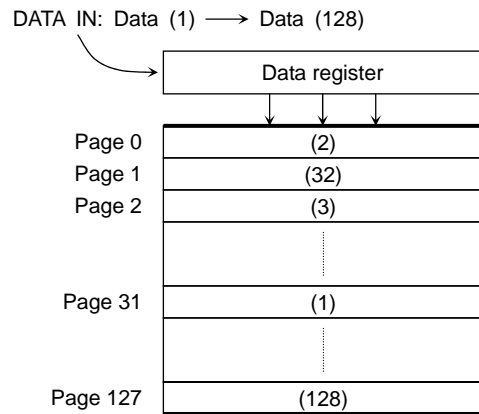 DATA IN: Data (1) → Data (128)
Data register
Page 0 (2)
Page 1 (32)
Page 2 (3)
Page 31 (1)
Page 127 (128)